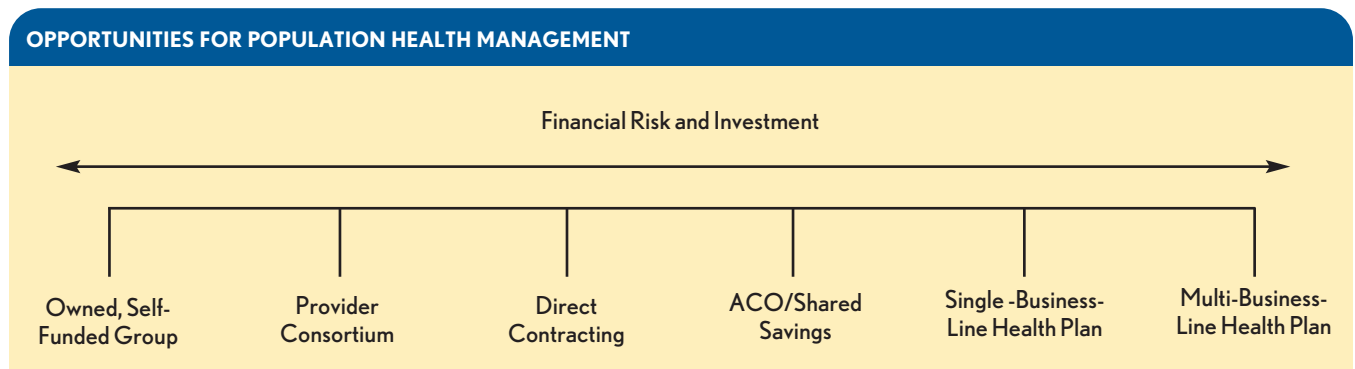 OPPORTUNITIES FOR POPULATION HEALTH MANAGEMENT
Financial Risk and Investment
Owned, Self-
Funded Group
Provider
Consortium
Direct
Contracting
ACO/Shared
Savings
Single -Business-
Line Health Plan
Multi-Business-
Line Health Plan